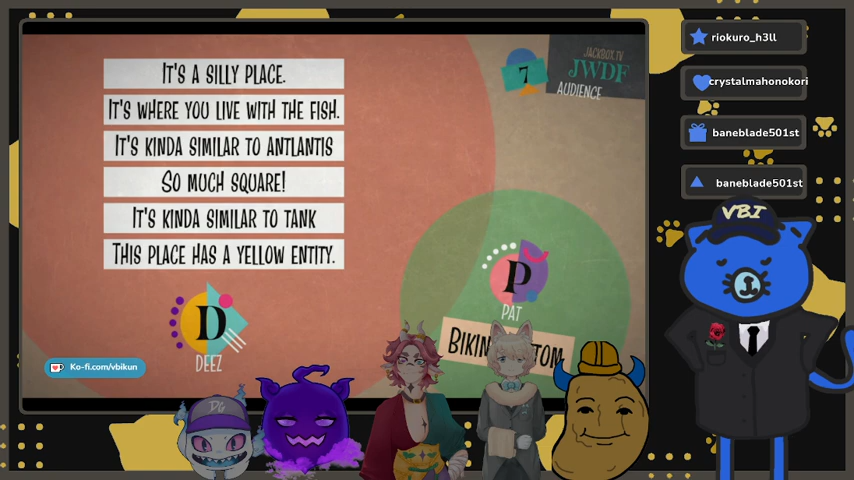 IT'S A SILLY PLACE.
IT'S WHERE YOU LIVE WITH THE FISH.
IT'S KINDA SIMILAR TO ANTLANTIS
SO MUCH SQUARE!
IT'S KINDA SIMILAR TO TANK
THIS PLACE HAS A YELLOW ENTITY.
D
DEEZ
Ko-fi.com/vbikun
7
JACKBOX.TV
JWDF
AUDIENCE
P
PAT
BIKIN
TOM
DG
riokuro_h3ll
crystalmahonokori
baneblade501st
baneblade501st
VBI